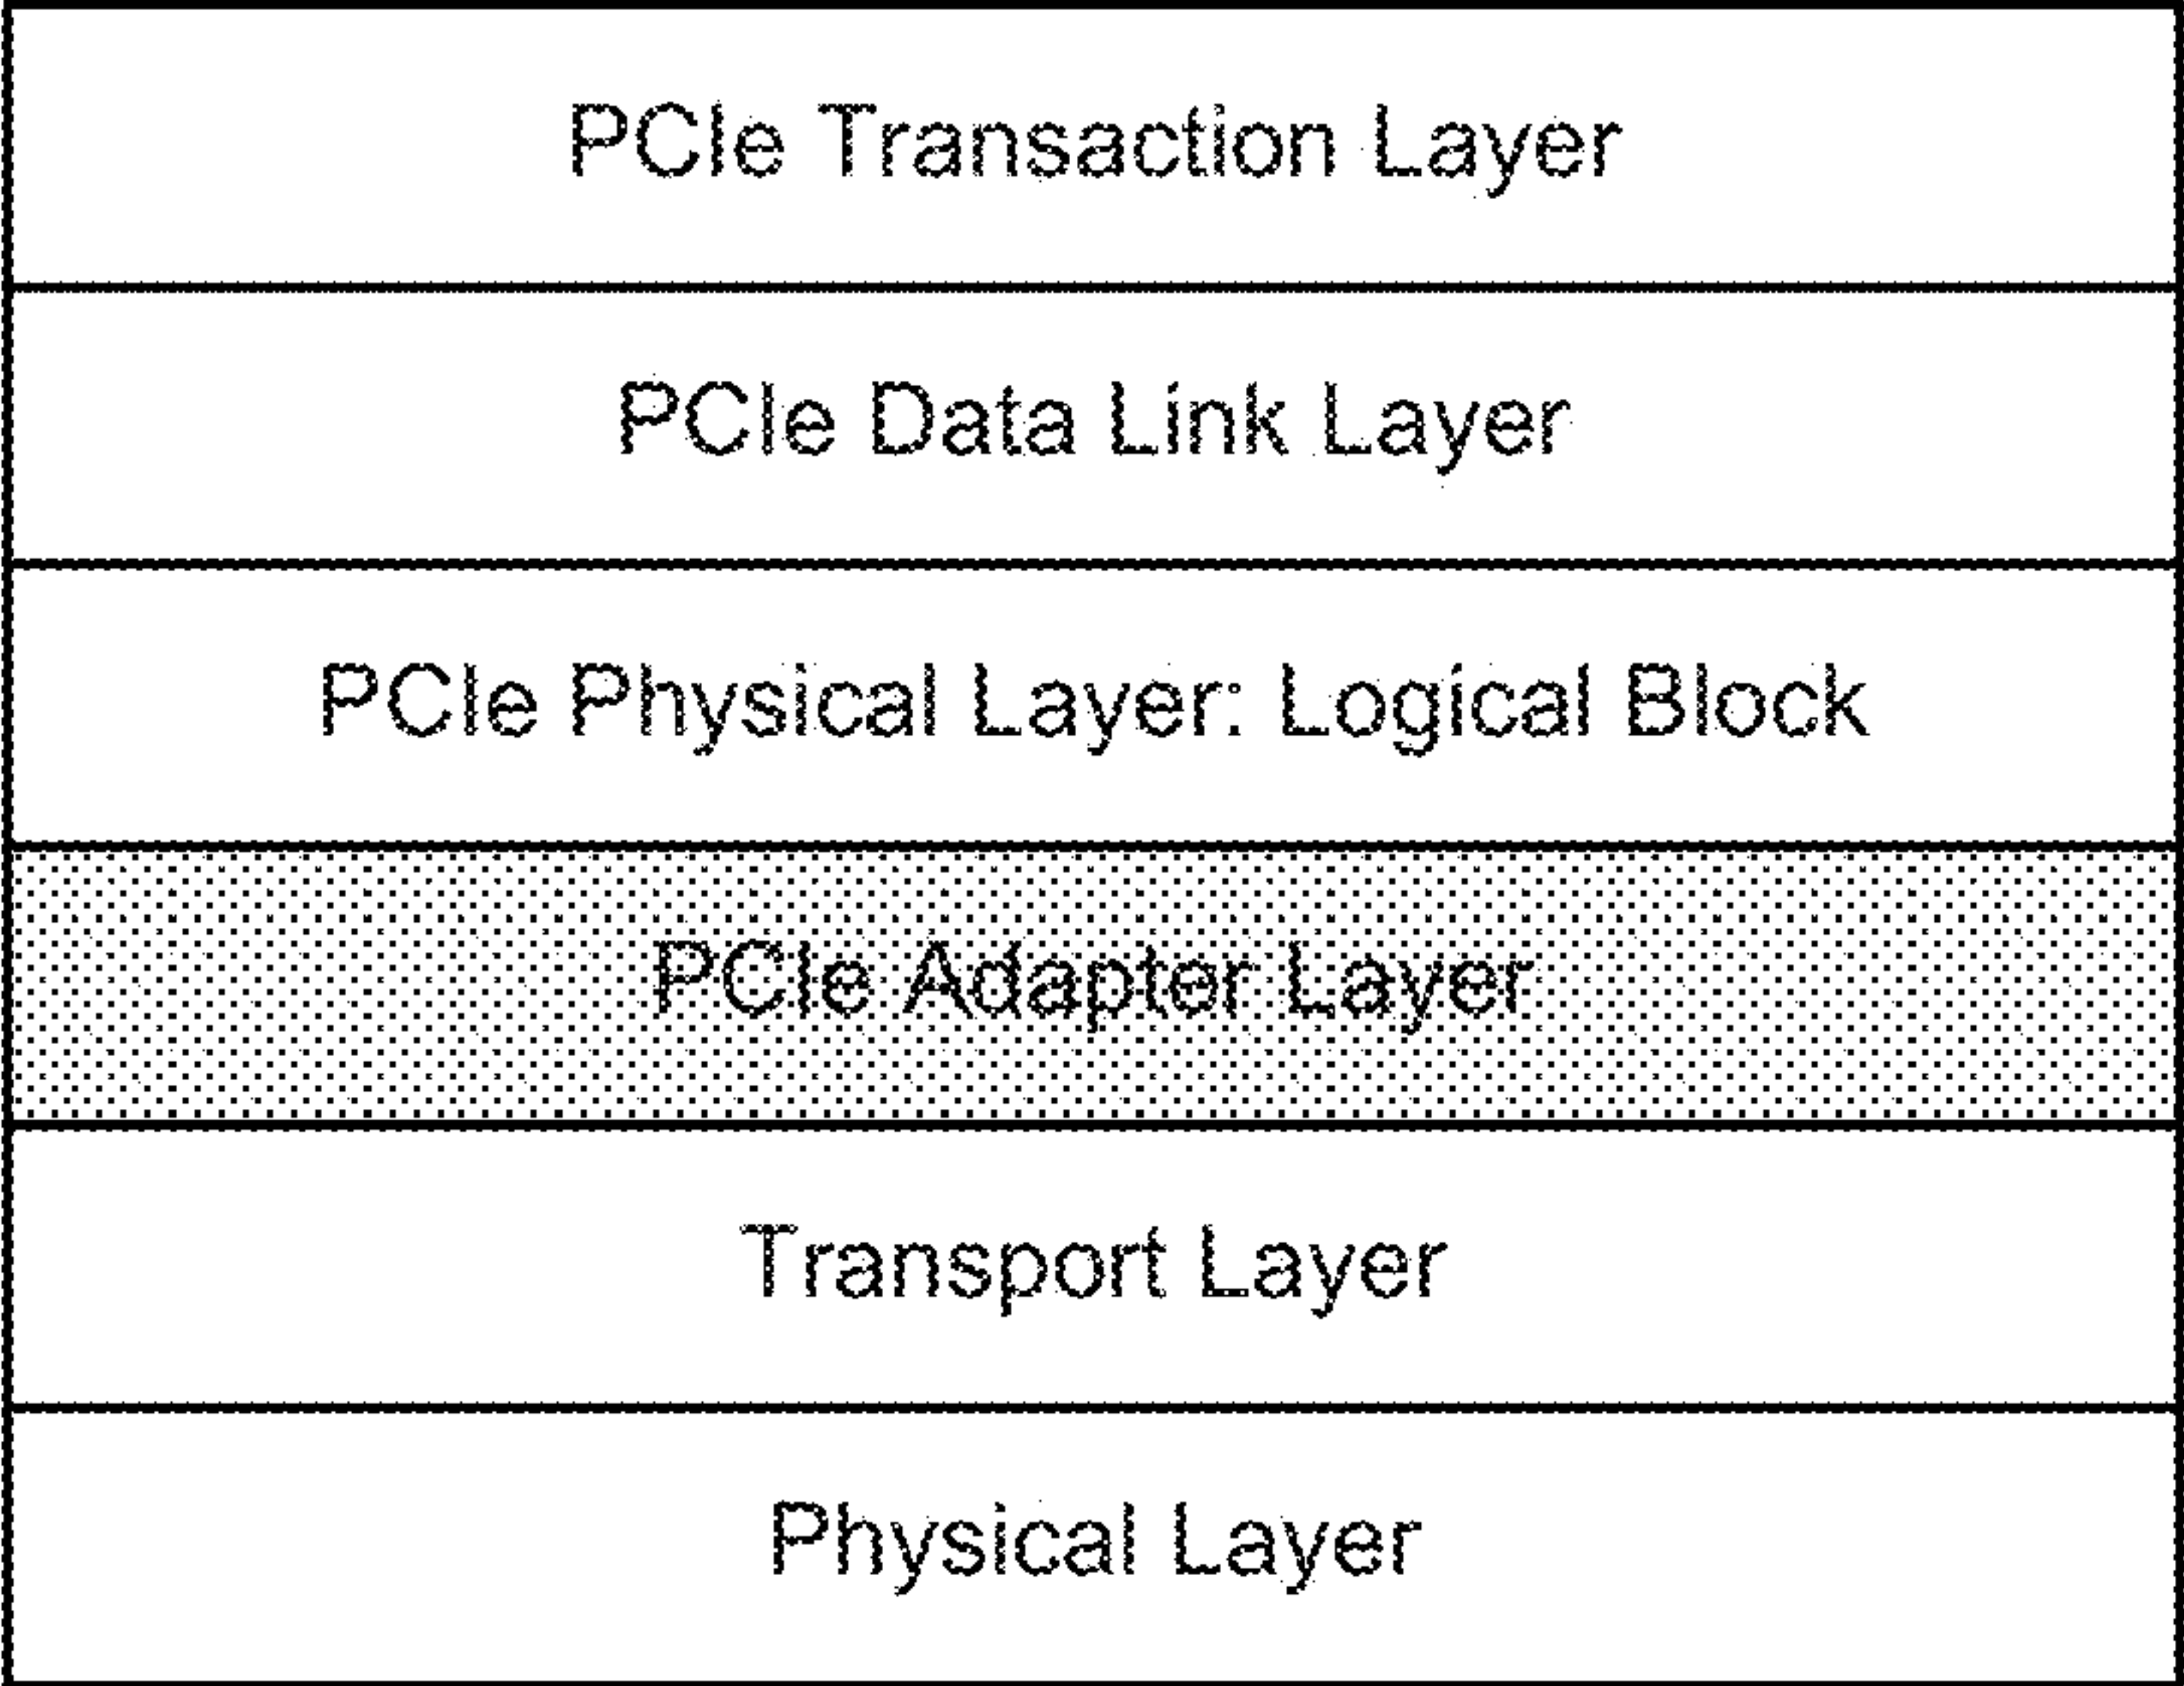 PCIe Transaction Layer
PCIe Data Link Layer
PCIe Physical Layer: Logical Block
PCIe Adapter Layer
Transport Layer
Physical Layer